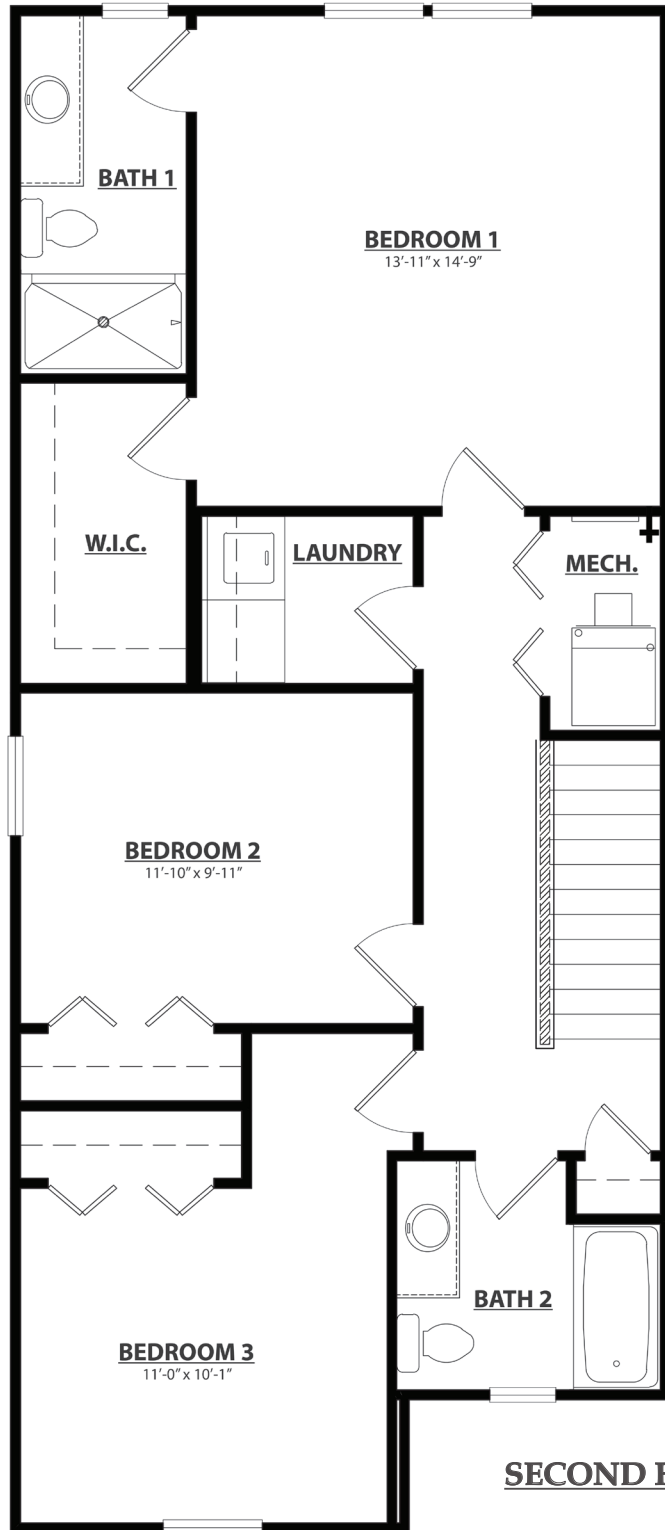 BATH 1
BEDROOM 1
13'-11" x 14'-9"
W.I.C.
LAUNDRY
MECH.
BEDROOM 2
11'-10" x 9'-11"
BATH 2
BEDROOM 3
11'-0" x 10'-1"
SECOND